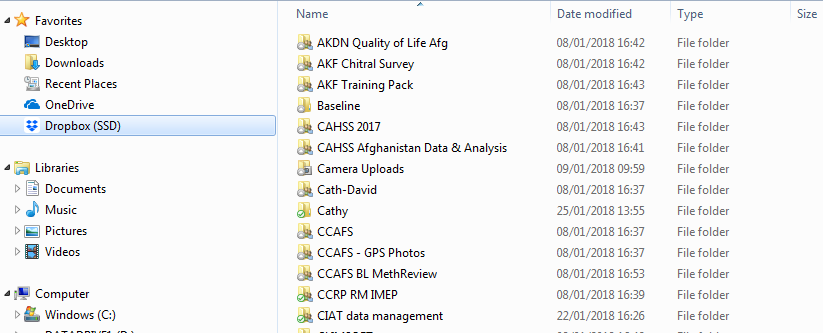 Favorites
Desktop
Downloads
Recent Places
OneDrive
Dropbox (SSD)
Libraries
Documents
Music
Pictures
Videos
Computer
Windows (C:)
Name Date modified Type Size
AKDN Quality of Life Afg 08/01/2018 16:42 File folder
AKF Chitral Survey 08/01/2018 16:42 File folder
AKF Training Pack 08/01/2018 16:43 File folder
Baseline 08/01/2018 16:37 File folder
CAHSS 2017 08/01/2018 16:43 File folder
CAHSS Afghanistan Data & Analysis 08/01/2018 16:41 File folder
Camera Uploads 09/01/2018 09:59 File folder
Cath-David 08/01/2018 16:37 File folder
Cathy 25/01/2018 13:55 File folder
CCAFS 08/01/2018 16:37 File folder
CCAFS - GPS Photos 08/01/2018 16:37 File folder
CCAFS BL MethReview 08/01/2018 16:53 File folder
CCRP RM IMEP 08/01/2018 16:39 File folder
CIAT data management 22/01/2018 16:26 File folder